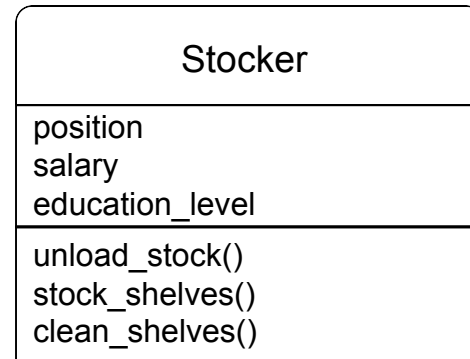 Stocker
position
salary
education_level
unload_stock()
stock_shelves()
clean_shelves()